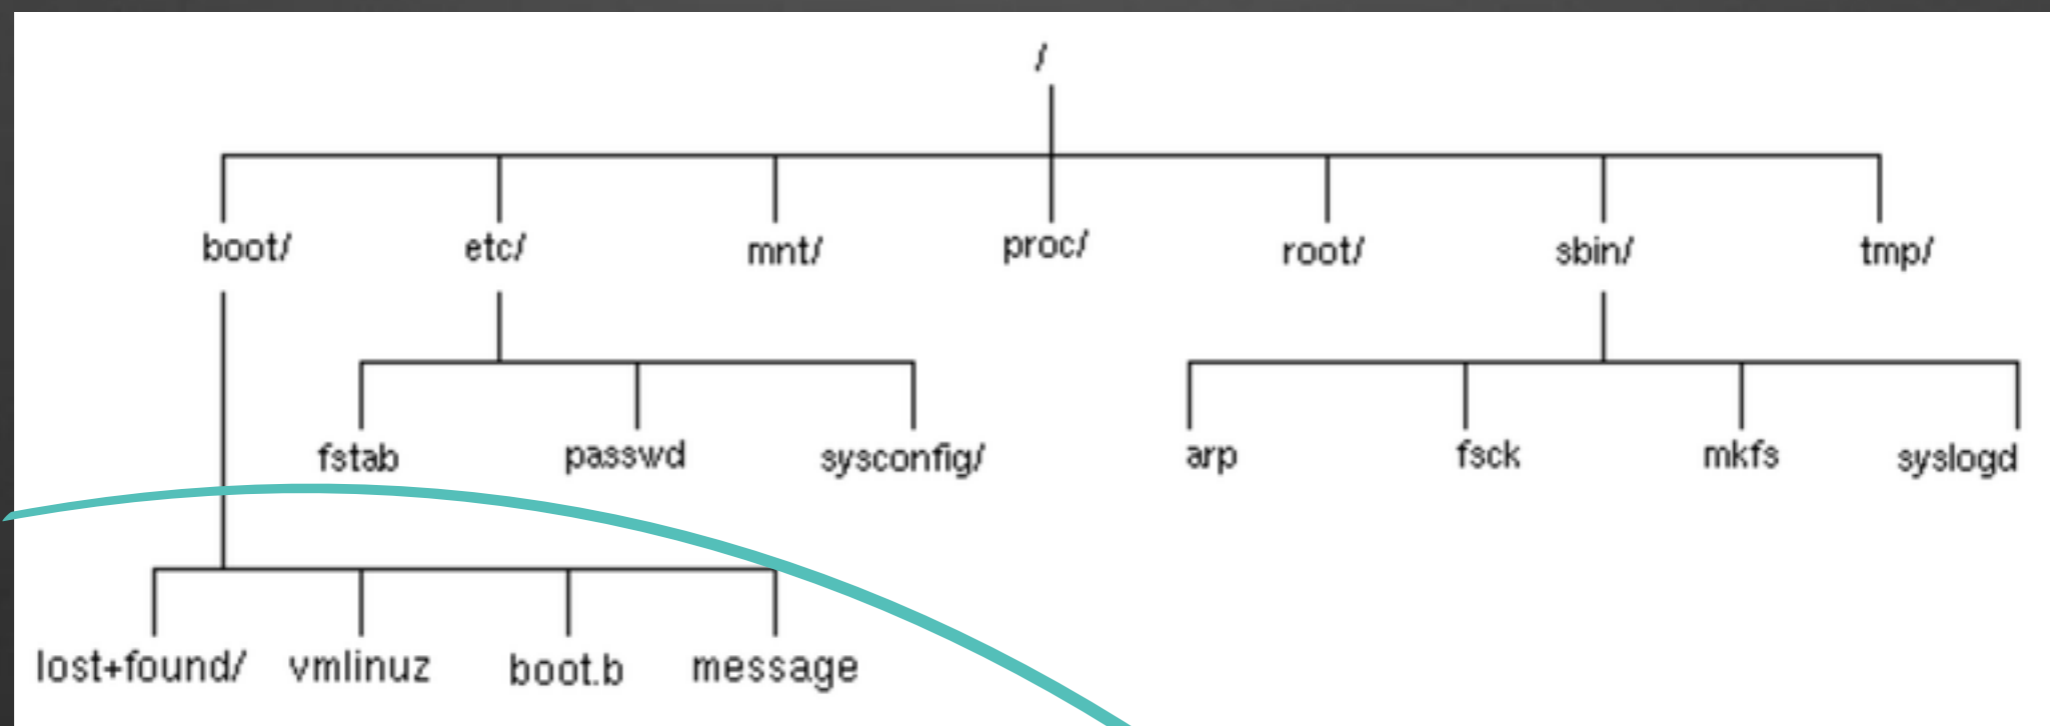 /
boot/ etc/ mnt/ proc/ root/ sbin/ tmp/
fstab passwd sysconfig/ arp fsck mkfs syslogd
lost+found/ vmlinuz boot.b message